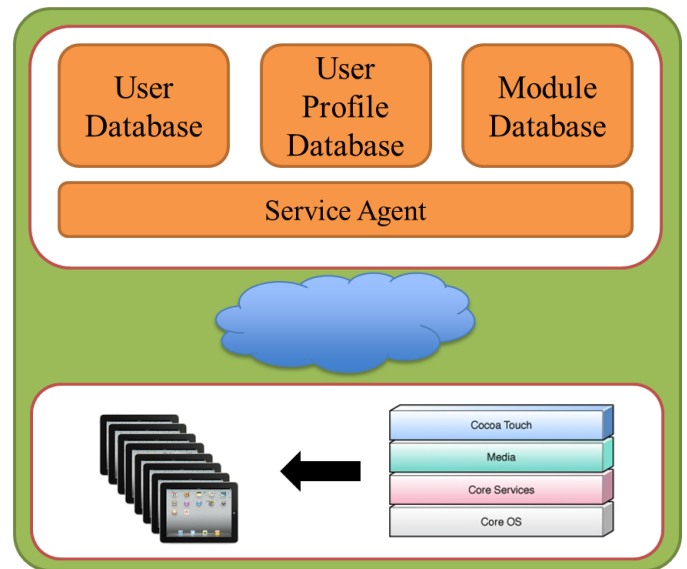 User
Database
User
Profile
Database
Module
Database
Service Agent
Cocoa Touch
Media
Core Services
Core OS